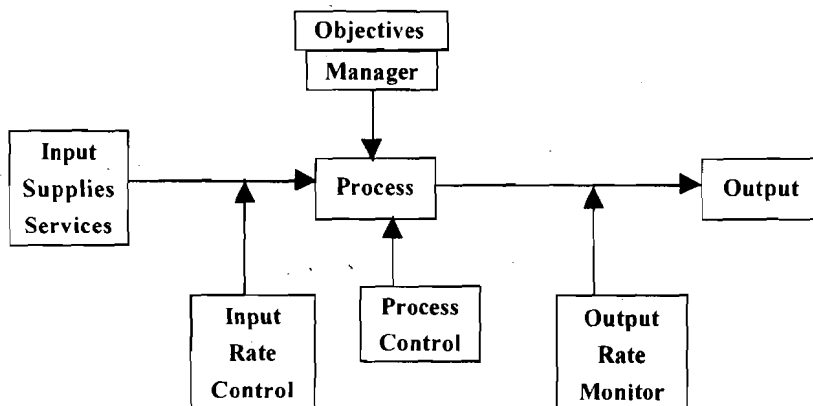 Objectives
Manager
Input
Supplies
Services
Process
Output
Input
Rate
Control
Process
Control
Output
Rate
Monitor